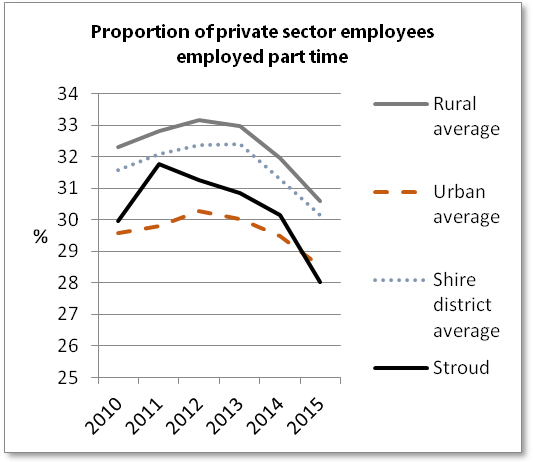 Proportion of private sector employees
employed part time
34
33
32
31
30
29
28
27
26
25
%
2010
2011
2012
2013
2014
2015
Rural
average
Urban
average
Shire
district
average
Stroud